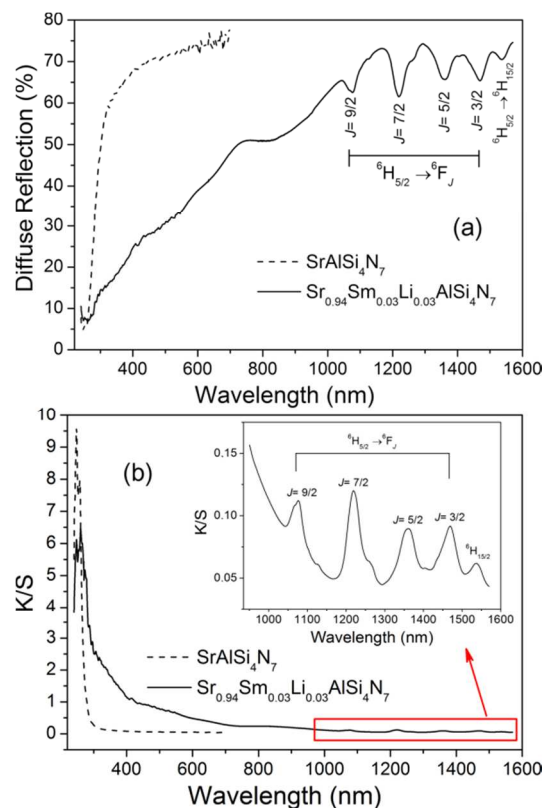 80
75
70
60
50
40
30
20
10
0
Diffuse Reflection (%)
J= 9/2
J= 7/2
J= 5/2
J= 3/2
⁶H₅/₂→⁶H₁₅/₂
⁶H₅/₂→⁶F_J
(a)
SrAlSi₄N₇
Sr₀.₉₄Sm₀.₀₃Li₀.₀₃AlSi₄N₇
400 600 800 1000 1200 1400 1600
Wavelength (nm)
10
9
8
7
6
5
4
3
2
1
0
K/S
(b)
0.15
0.10
0.05
K/S
⁶H₅/₂→⁶F_J
J= 9/2
J= 7/2
J= 5/2
J= 3/2
⁶H₁₅/₂
1000 1100 1200 1300 1400 1500 1600
Wavelength (nm)
SrAlSi₄N₇
Sr₀.₉₄Sm₀.₀₃Li₀.₀₃AlSi₄N₇
400 600 800 1000 1200 1400 1600
Wavelength (nm)